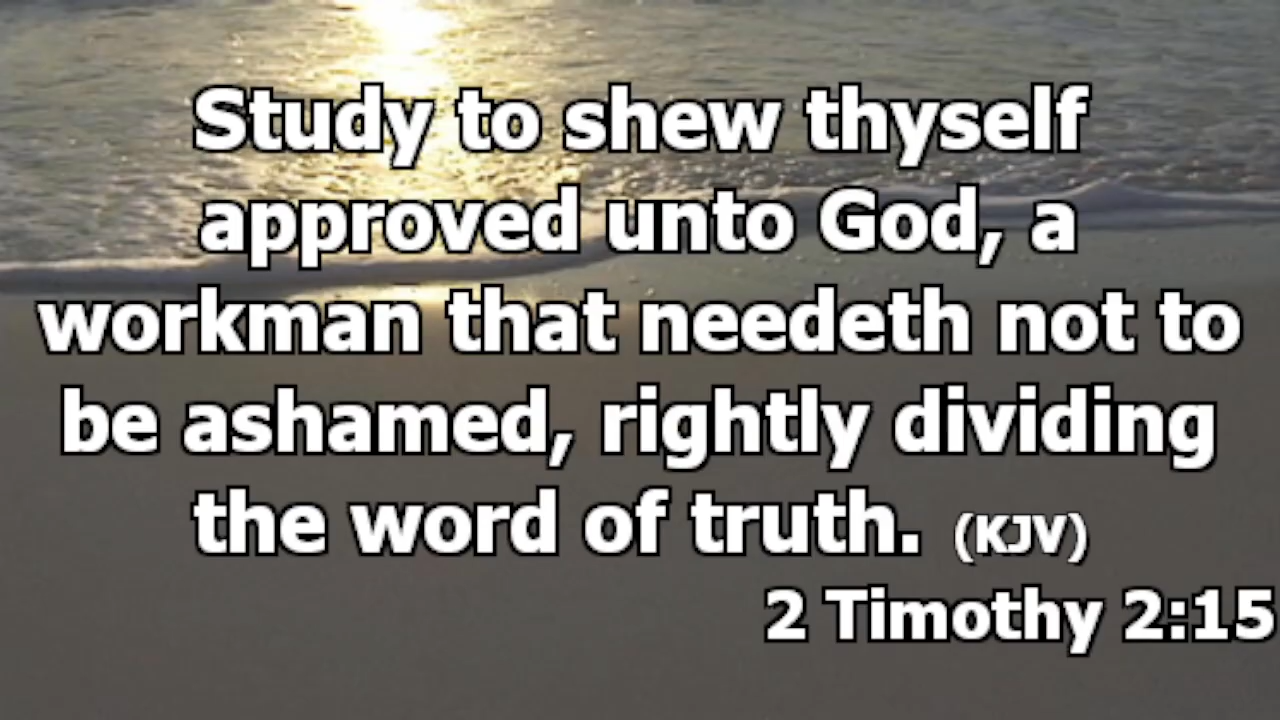 Study to shew thyself
approved unto God, a
workman that needeth not to
be ashamed, rightly dividing
the word of truth. (KJV)
2 Timothy 2:15